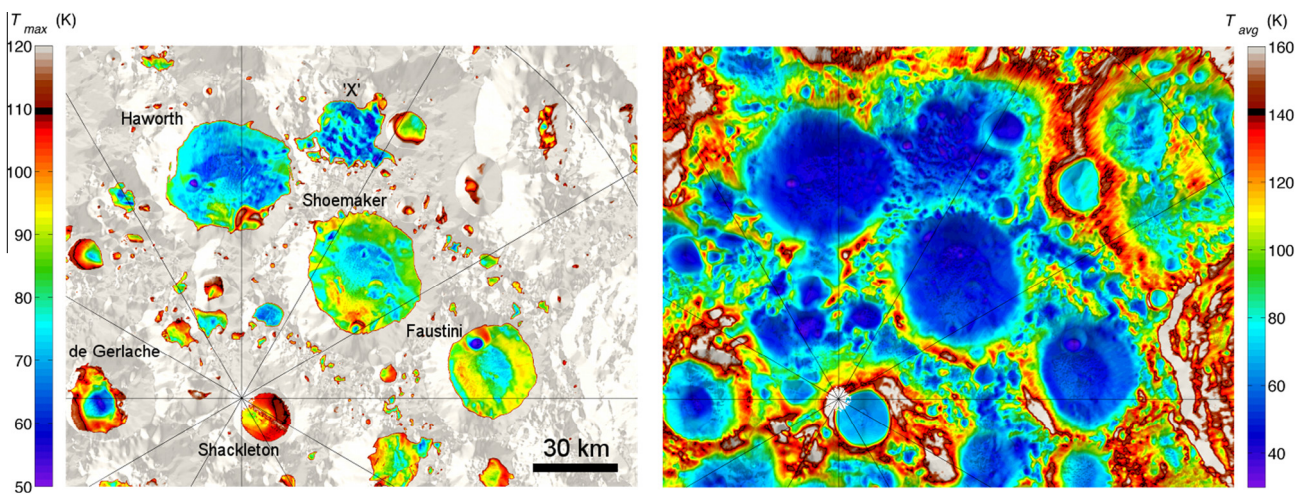 T max (K)
120
110
100
90
80
70
60
50
'X'
Haworth
Shoemaker
Faustini
de Gerlache
Shackleton
30 km
T avg (K)
160
140
120
100
80
60
40